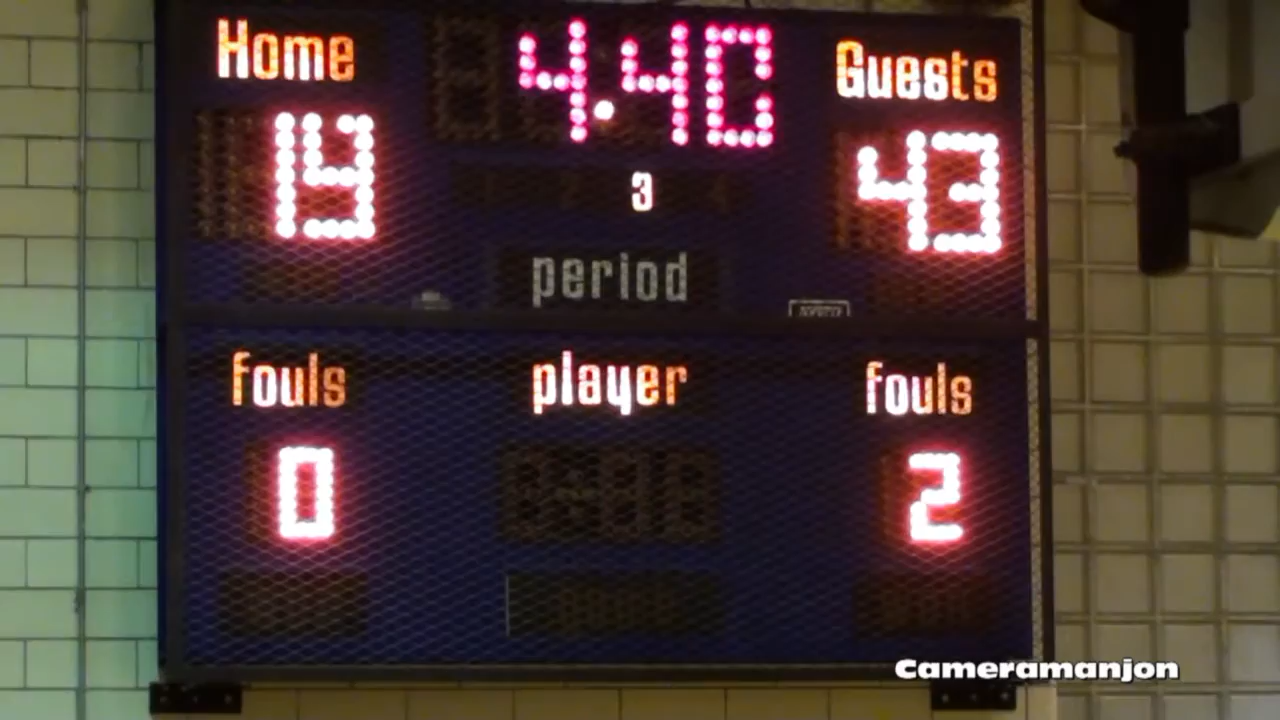 Home 4.40 Guests
19 3 43
period
fouls player fouls
0 2
Cameramanjon